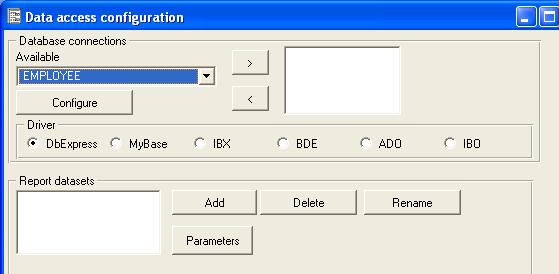 Data access configuration
Database connections
Available
EMPLOYEE
>
Configure
<
Driver
DbExpress MyBase IBX BDE ADO IBO
Report datasets
Add Delete Rename
Parameters